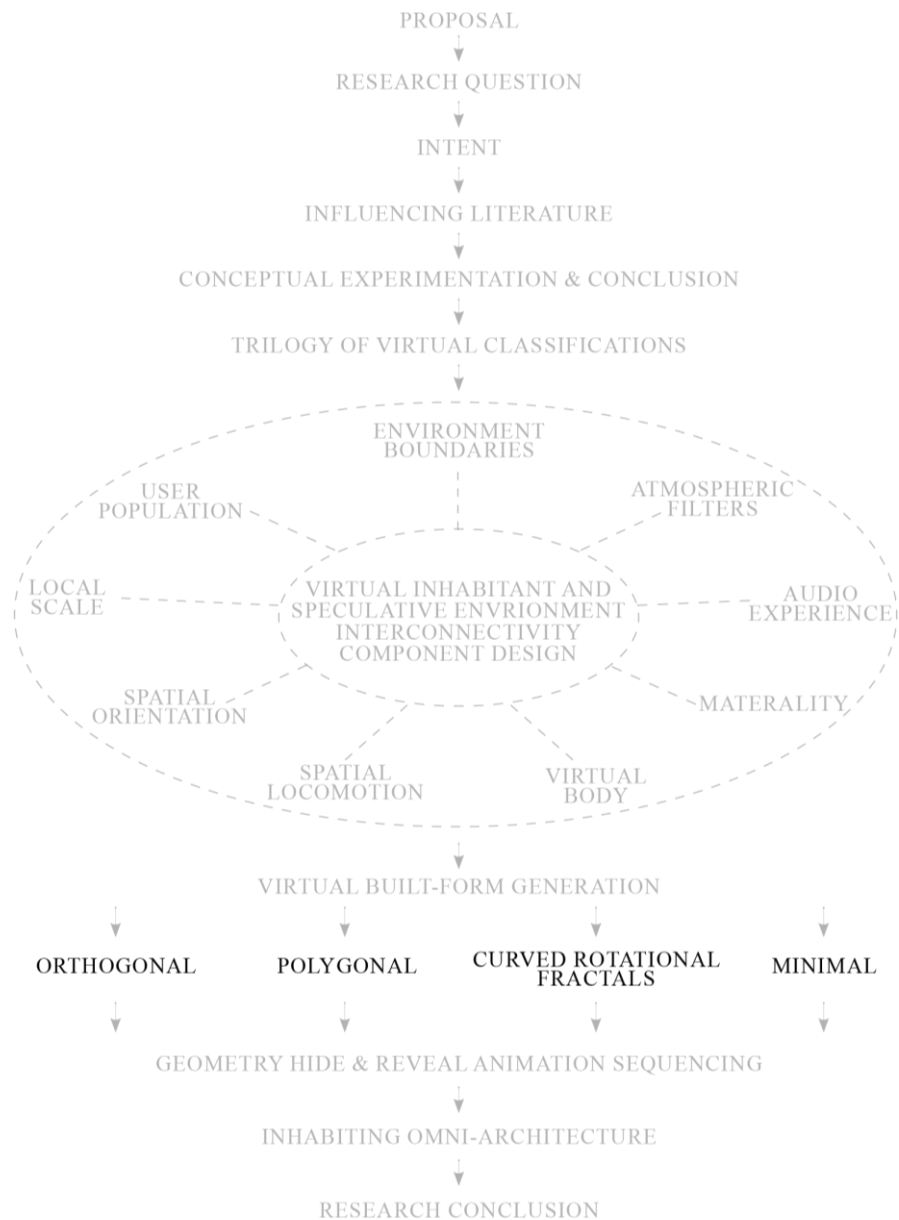 PROPOSAL
RESEARCH QUESTION
INTENT
INFLUENCING LITERATURE
CONCEPTUAL EXPERIMENTATION & CONCLUSION
TRILOGY OF VIRTUAL CLASSIFICATIONS
ENVIRONMENT
BOUNDARIES
USER
POPULATION
ATMOSPHERIC
FILTERS
LOCAL
SCALE
VIRTUAL INHABITANT AND
SPECULATIVE ENVRIONMENT
INTERCONNECTIVITY
COMPONENT DESIGN
AUDIO
EXPERIENCE
SPATIAL
ORIENTATION
MATERALITY
SPATIAL
LOCOMOTION
VIRTUAL
BODY
VIRTUAL BUILT-FORM GENERATION
ORTHOGONAL
POLYGONAL
CURVED ROTATIONAL
FRACTALS
MINIMAL
GEOMETRY HIDE & REVEAL ANIMATION SEQUENCING
INHABITING OMNI-ARCHITECTURE
RESEARCH CONCLUSION